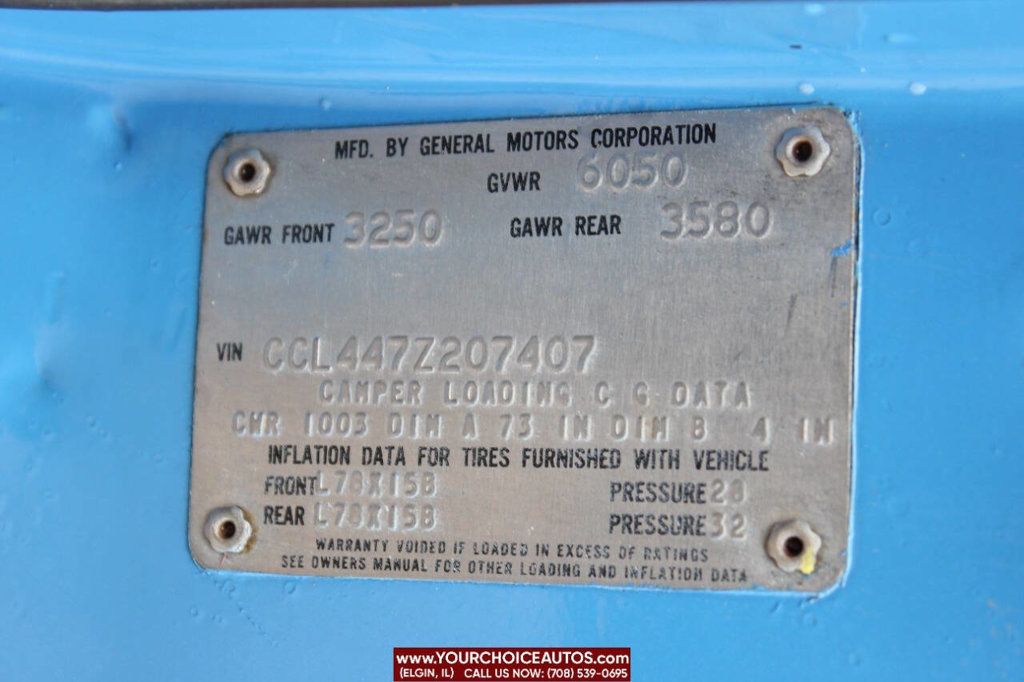 MFD. BY GENERAL MOTORS CORPORATION
GVWR 6050
GAWR FRONT 3250 GAWR REAR 3580
VIN CCL447Z207407
CAMPER LOADING C G DATA
CWR 1003 DIM A 73 IN DIM B 4 IN
INFLATION DATA FOR TIRES FURNISHED WITH VEHICLE
FRONT L78X15B PRESSURE 28
REAR L78X15B PRESSURE 32
WARRANTY VOIDED IF LOADED IN EXCESS OF RATINGS
SEE OWNERS MANUAL FOR OTHER LOADING AND INFLATION DATA
WWW.YOURCHOICEAUTOS.COM
(ELGIN, IL) CALL US NOW: (708) 539-0695